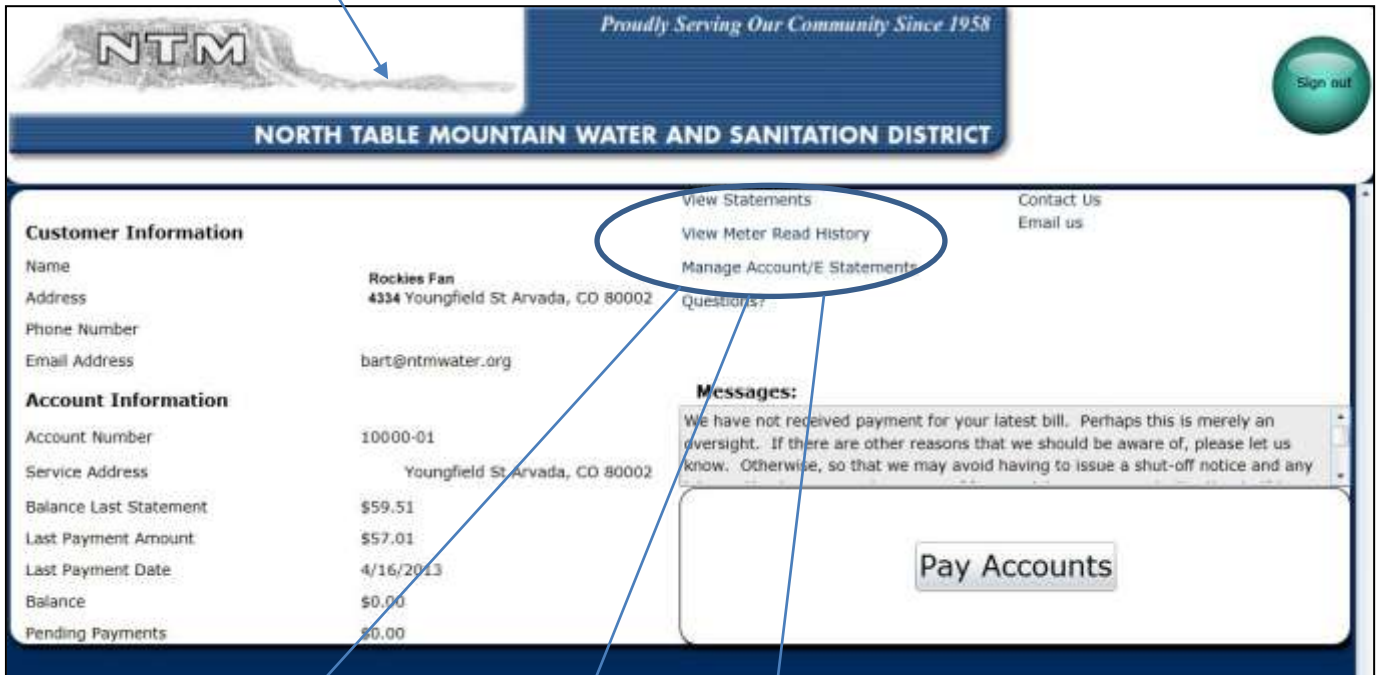 NTM
Proudly Serving Our Community Since 1958
Sign out
NORTH TABLE MOUNTAIN WATER AND SANITATION DISTRICT
Customer Information
Name Rockies Fan
Address 4334 Youngfield St Arvada, CO 80002
Phone Number
Email Address bart@ntmwater.org
Account Information
Account Number 10000-01
Service Address Youngfield St Arvada, CO 80002
Balance Last Statement $59.51
Last Payment Amount $57.01
Last Payment Date 4/16/2013
Balance $0.00
Pending Payments $0.00
View Statements
View Meter Read History
Manage Account/E Statements
Questions?
Contact Us
Email us
Messages:
We have not received payment for your latest bill. Perhaps this is merely an
oversight. If there are other reasons that we should be aware of, please let us
know. Otherwise, so that we may avoid having to issue a shut-off notice and any
Pay Accounts